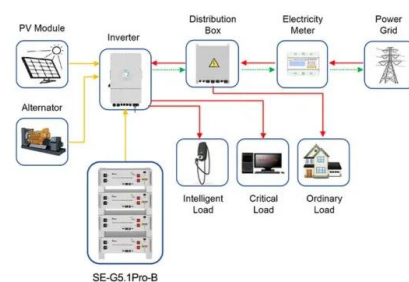 PV Module
Inverter
Distribution
Box
Electricity
Meter
Power
Grid
Alternator
Intelligent
Load
Critical
Load
Ordinary
Load
SE-G5.1Pro-B